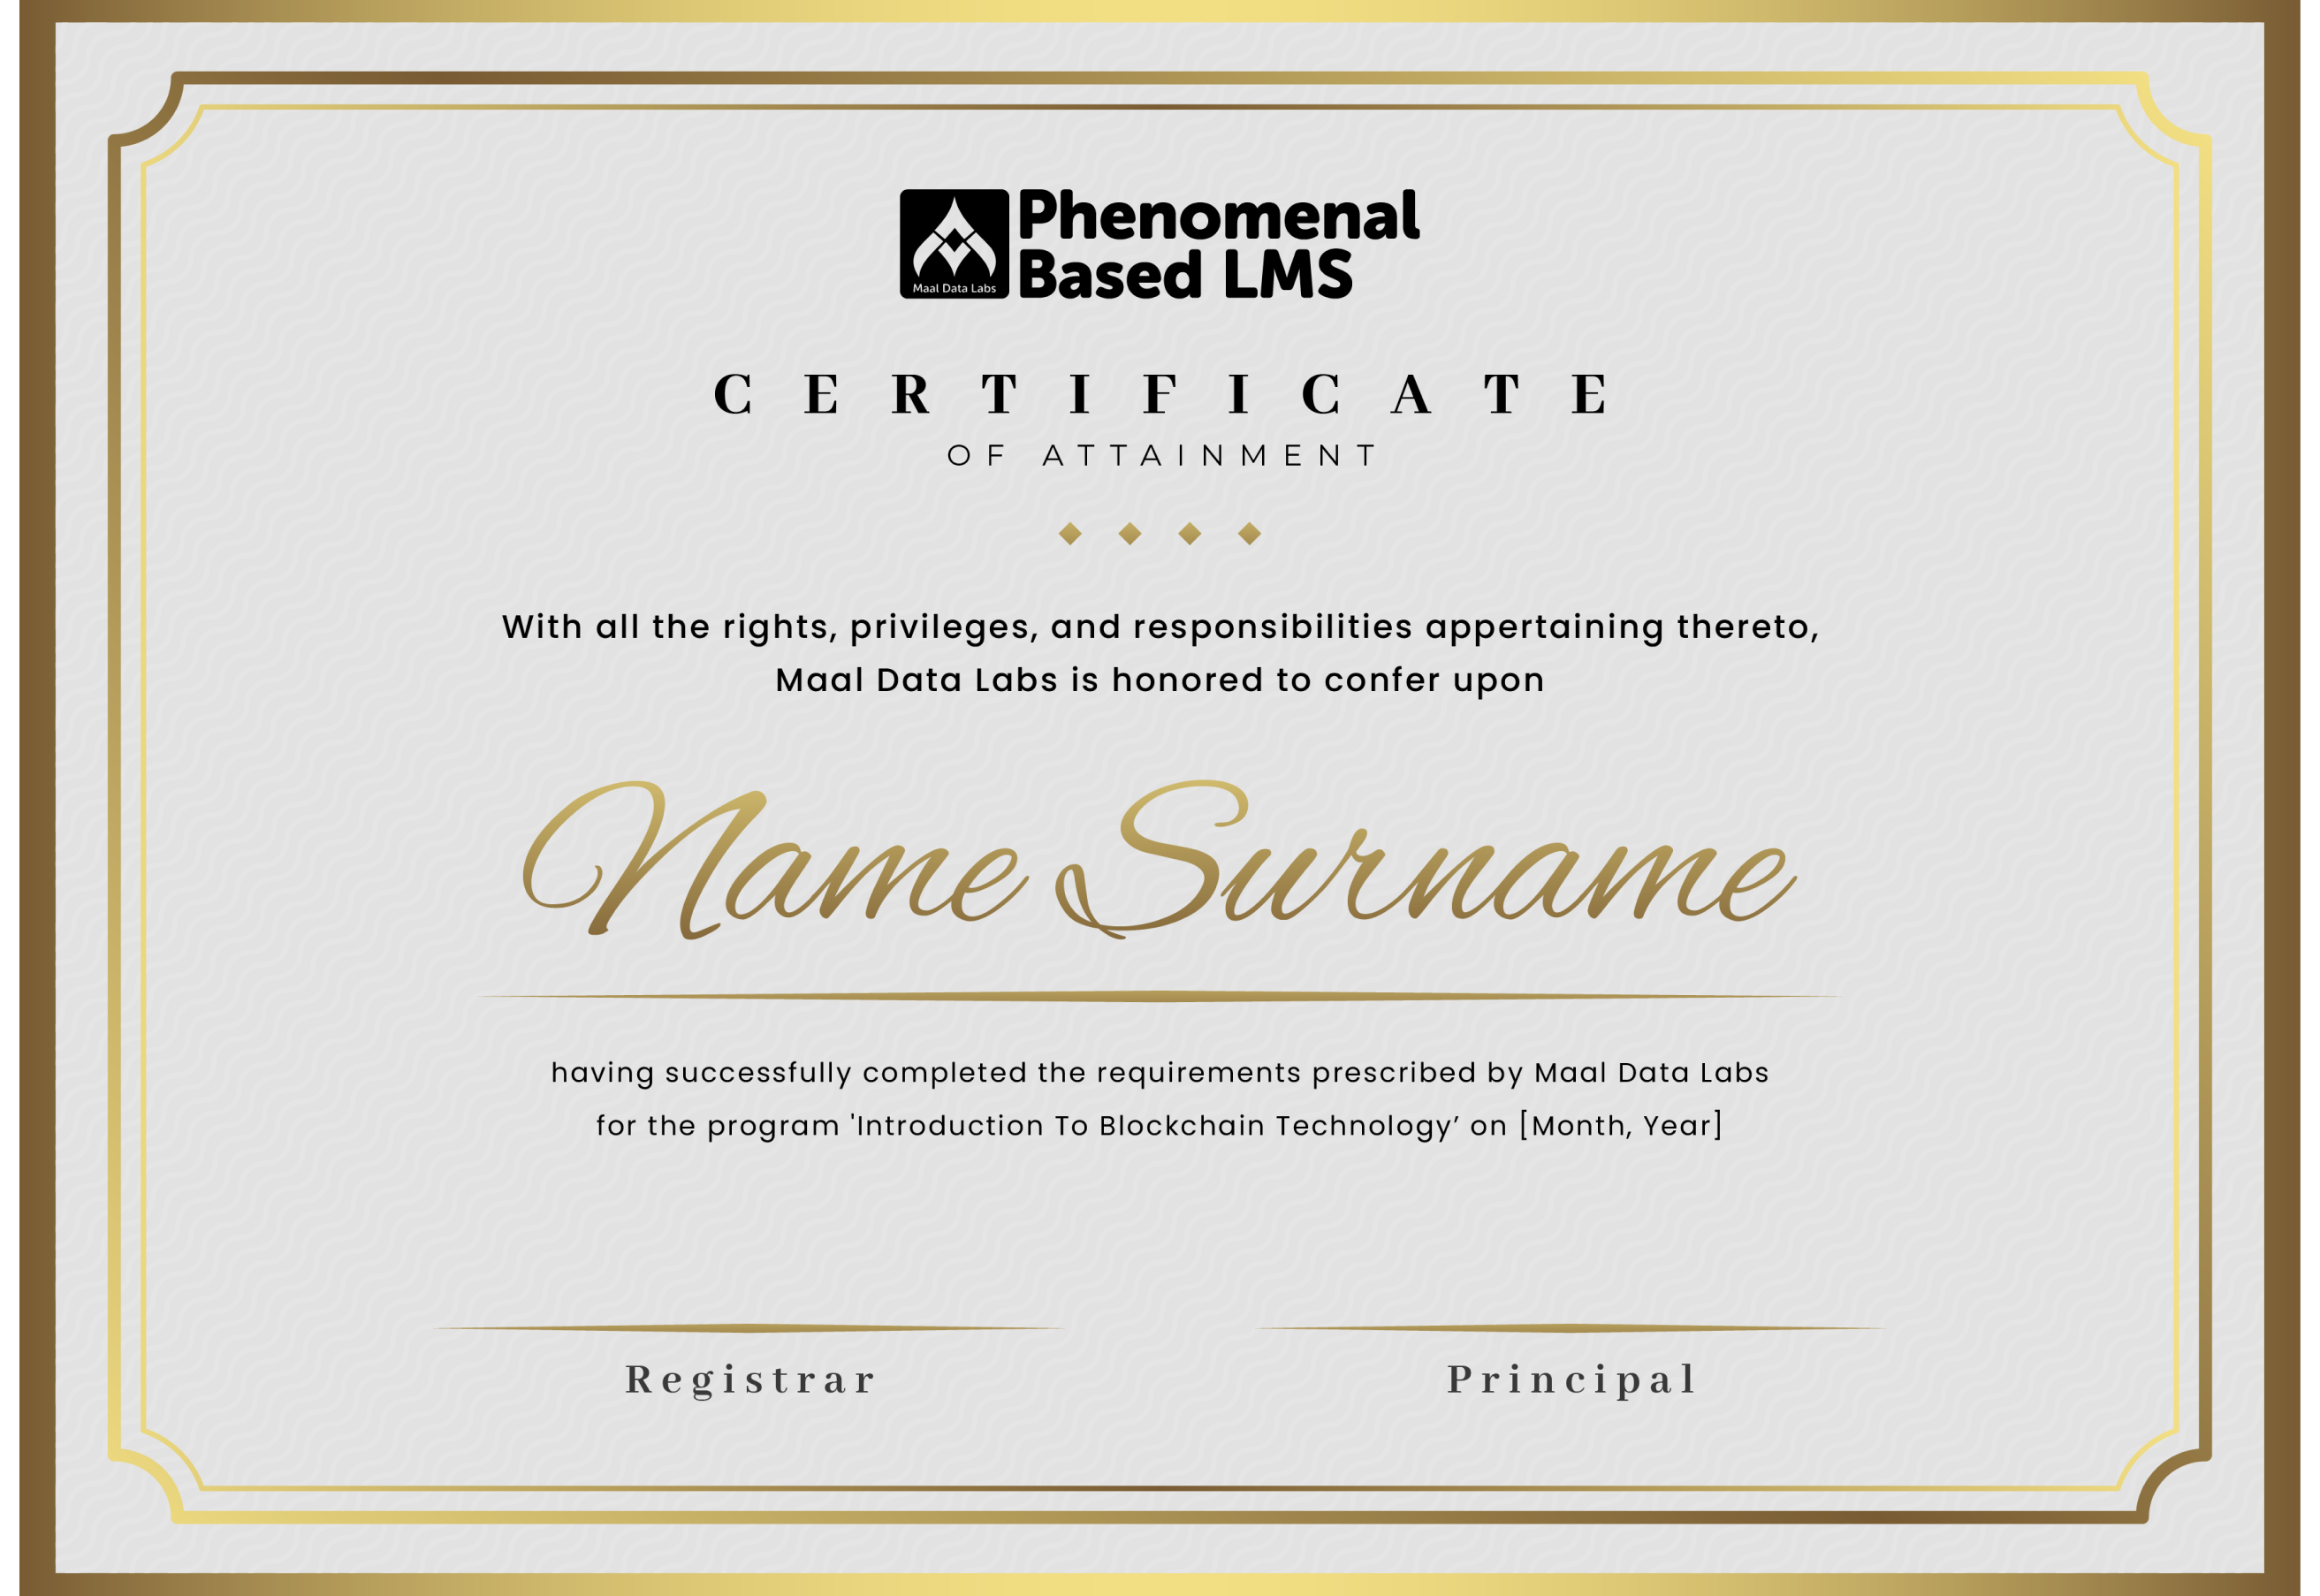 Maal Data Labs
Phenomenal
Based LMS
CERTIFICATE
OF ATTAINMENT
With all the rights, privileges, and responsibilities appertaining thereto,
Maal Data Labs is honored to confer upon
Name Surname
having successfully completed the requirements prescribed by Maal Data Labs
for the program 'Introduction To Blockchain Technology’ on [Month, Year]
Registrar
Principal